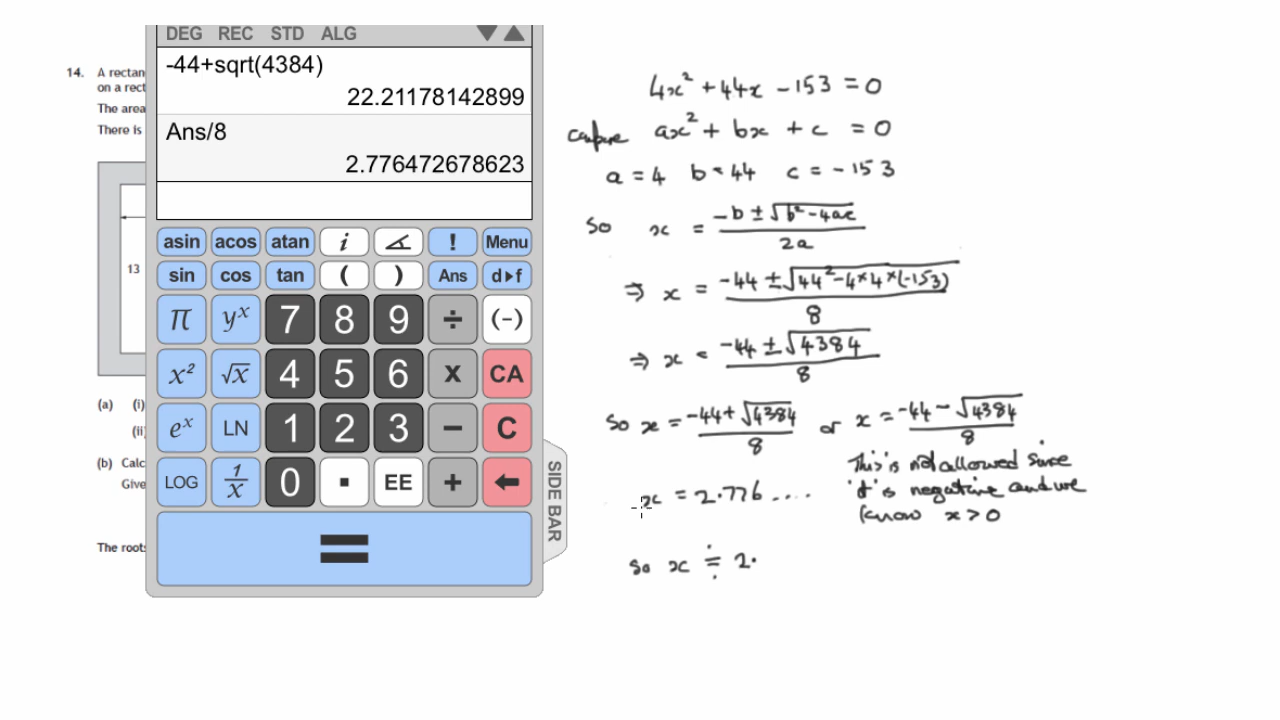 14. A rectan
on a rect
The area
There is
13
(a) (i)
(ii)
(b) Calc
Give
The roots
DEG REC STD ALG
-44+sqrt(4384)
22.21178142899
Ans/8
2.776472678623
asin acos atan i ∠ ! Menu
sin cos tan ( ) Ans d▸f
π yˣ 7 8 9 ÷ (-)
x² √x 4 5 6 x CA
eˣ LN 1 2 3 − C
LOG 1/x 0 . EE + ←
=
SIDE BAR
4x² + 44x - 153 = 0
ax² + bx + c = 0
a = 4 b = 44 c = -153
So x = (-b ± √(b² - 4ac))/2a
⇒ x = (-44 ± √(44² - 4×4×(-153)))/8
⇒ x = (-44 ± √4384)/8
So x = (-44 + √4384)/8 or x = (-44 - √4384)/8
This is not allowed since
it is negative and we
know x > 0
x = 2.776....
So x ≑ 2.